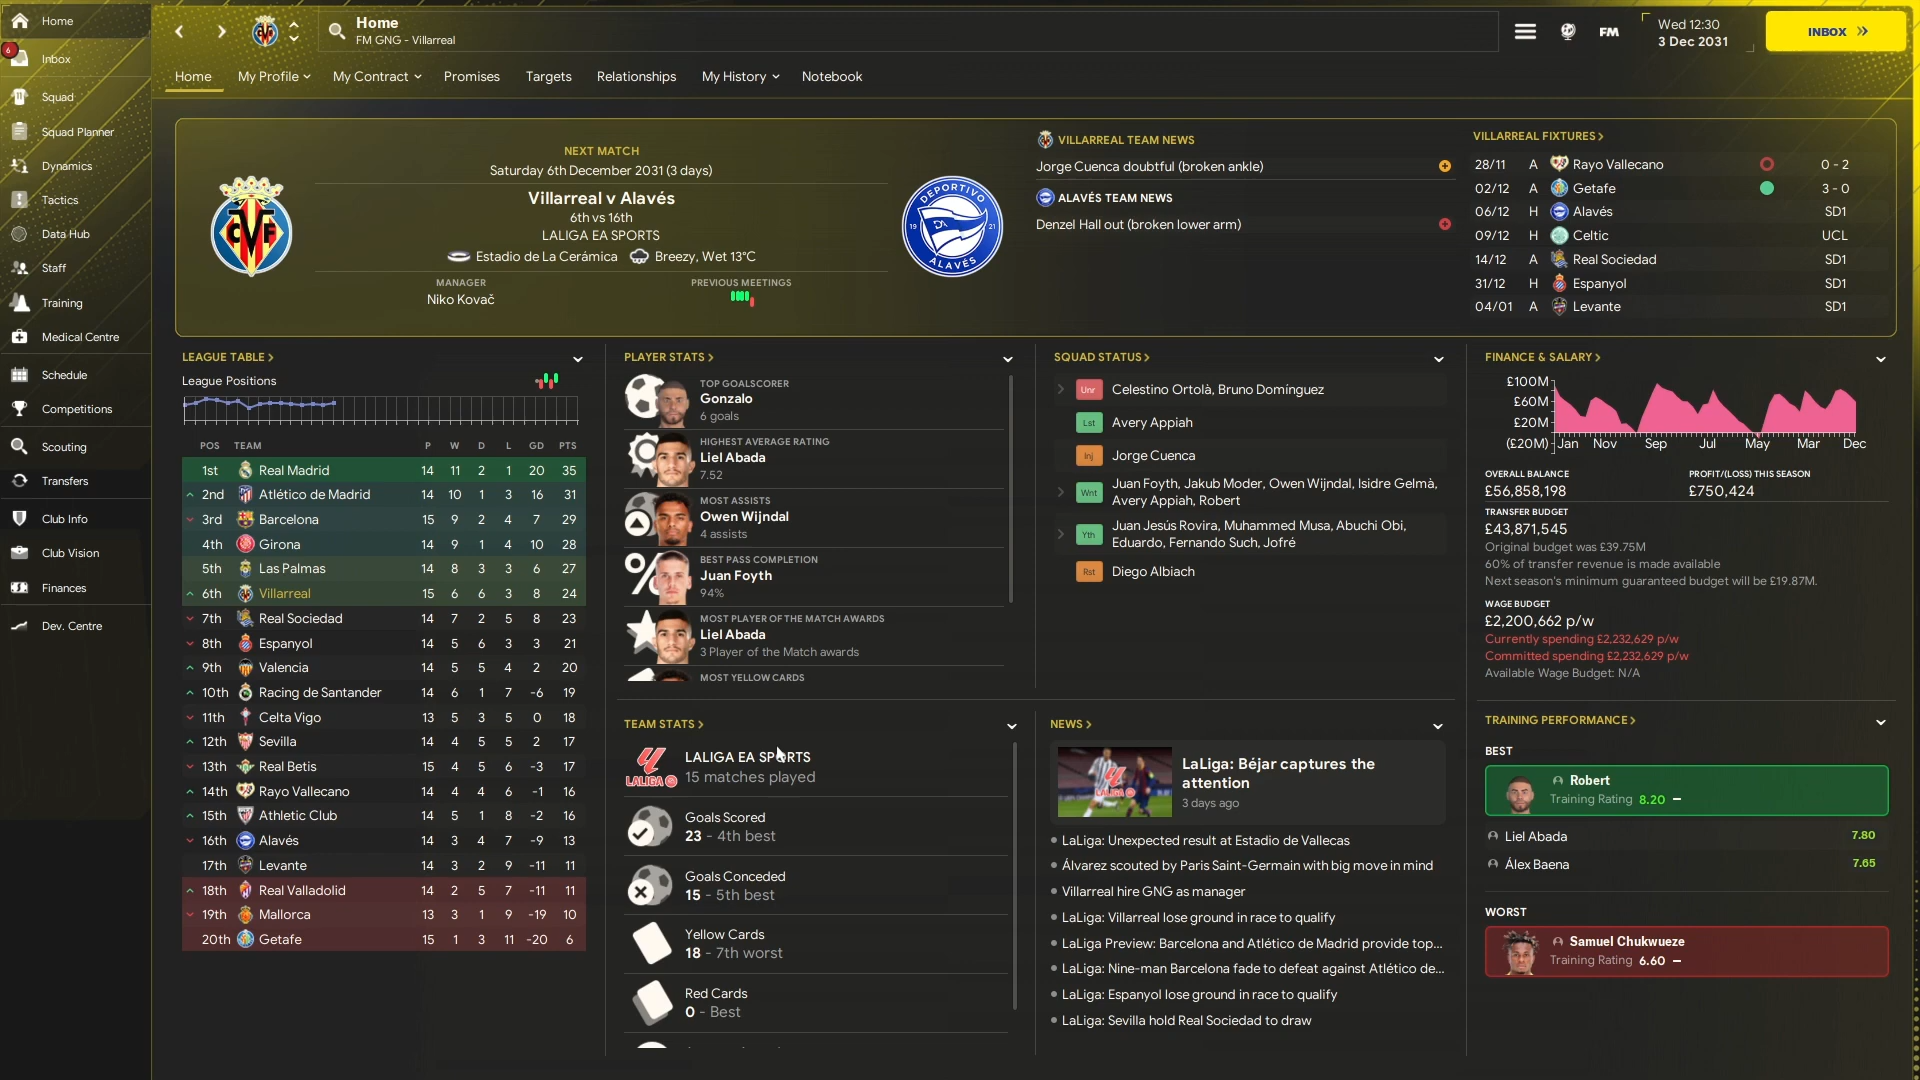 Home
6
Inbox
Squad
Squad Planner
Dynamics
Tactics
Data Hub
Staff
Training
Medical Centre
Schedule
Competitions
Scouting
Transfers
Club Info
Club Vision
Finances
Dev. Centre
Home
FM GNG - Villarreal
FM
Wed 12:30
3 Dec 2031
INBOX
Home My Profile My Contract Promises Targets Relationships My History Notebook
NEXT MATCH
Saturday 6th December 2031 (3 days)
Villarreal v Alavés
6th vs 16th
LALIGA EA SPORTS
Estadio de La Cerámica Breezy, Wet 13°C
MANAGER
Niko Kovač
PREVIOUS MEETINGS
CVF
DEPORTIVO
19 DA 21
ALAVÉS
VILLARREAL TEAM NEWS
Jorge Cuenca doubtful (broken ankle)
ALAVÉS TEAM NEWS
Denzel Hall out (broken lower arm)
VILLARREAL FIXTURES
28/11 A Rayo Vallecano 0 - 2
02/12 A Getafe 3 - 0
06/12 H Alavés SD1
09/12 H Celtic UCL
14/12 A Real Sociedad SD1
31/12 H Espanyol SD1
04/01 A Levante SD1
LEAGUE TABLE
League Positions
POS TEAM P W D L GD PTS
1st Real Madrid 14 11 2 1 20 35
2nd Atlético de Madrid 14 10 1 3 16 31
3rd Barcelona 15 9 2 4 7 29
4th Girona 14 9 1 4 10 28
5th Las Palmas 14 8 3 3 6 27
6th Villarreal 15 6 6 3 8 24
7th Real Sociedad 14 7 2 5 8 23
8th Espanyol 14 5 6 3 3 21
9th Valencia 14 5 5 4 2 20
10th Racing de Santander 14 6 1 7 -6 19
11th Celta Vigo 13 5 3 5 0 18
12th Sevilla 14 4 5 5 2 17
13th Real Betis 15 4 5 6 -3 17
14th Rayo Vallecano 14 4 4 6 -1 16
15th Athletic Club 14 5 1 8 -2 16
16th Alavés 14 3 4 7 -9 13
17th Levante 14 3 2 9 -11 11
18th Real Valladolid 14 2 5 7 -11 11
19th Mallorca 13 3 1 9 -19 10
20th Getafe 15 1 3 11 -20 6
PLAYER STATS
TOP GOALSCORER
Gonzalo
6 goals
HIGHEST AVERAGE RATING
Liel Abada
7.52
MOST ASSISTS
Owen Wijndal
4 assists
BEST PASS COMPLETION
%
Juan Foyth
94%
MOST PLAYER OF THE MATCH AWARDS
Liel Abada
3 Player of the Match awards
MOST YELLOW CARDS
SQUAD STATUS
Unr Celestino Ortolà, Bruno Domínguez
Lst Avery Appiah
Inj Jorge Cuenca
Wnt Juan Foyth, Jakub Moder, Owen Wijndal, Isidre Gelmà,
Avery Appiah, Robert
Yth Juan Jesús Rovira, Muhammed Musa, Abuchi Obi,
Eduardo, Fernando Such, Jofré
Rst Diego Albiach
FINANCE & SALARY
£100M
£60M
£20M
(£20M)
Jan Nov Sep Jul May Mar Dec
OVERALL BALANCE PROFIT/(LOSS) THIS SEASON
£56,858,198 £750,424
TRANSFER BUDGET
£43,871,545
Original budget was £39.75M
60% of transfer revenue is made available
Next season's minimum guaranteed budget will be £19.87M.
WAGE BUDGET
£2,200,662 p/w
Currently spending £2,232,629 p/w
Committed spending £2,232,629 p/w
Available Wage Budget: N/A
TEAM STATS
LALIGA
LALIGA EA SPORTS
15 matches played
Goals Scored
23 - 4th best
Goals Conceded
15 - 5th best
Yellow Cards
18 - 7th worst
Red Cards
0 - Best
NEWS
LALIGA
LaLiga: Béjar captures the
attention
3 days ago
LaLiga: Unexpected result at Estadio de Vallecas
Álvarez scouted by Paris Saint-Germain with big move in mind
Villarreal hire GNG as manager
LaLiga: Villarreal lose ground in race to qualify
LaLiga Preview: Barcelona and Atlético de Madrid provide top...
LaLiga: Nine-man Barcelona fade to defeat against Atlético de...
LaLiga: Espanyol lose ground in race to qualify
LaLiga: Sevilla hold Real Sociedad to draw
TRAINING PERFORMANCE
BEST
Robert
Training Rating 8.20 –
Liel Abada 7.80
Álex Baena 7.65
WORST
Samuel Chukwueze
Training Rating 6.60 –